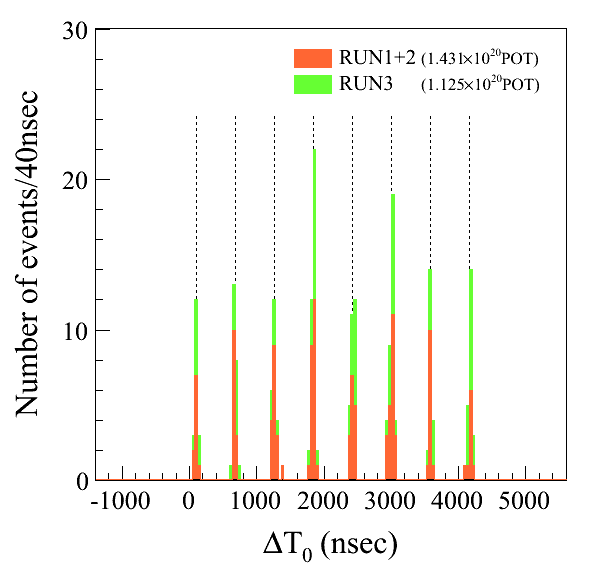 30
RUN1+2 (1.431×10²⁰POT)
RUN3 (1.125×10²⁰POT)
20
10
0
-1000 0 1000 2000 3000 4000 5000
ΔT₀ (nsec)
Number of events/40nsec